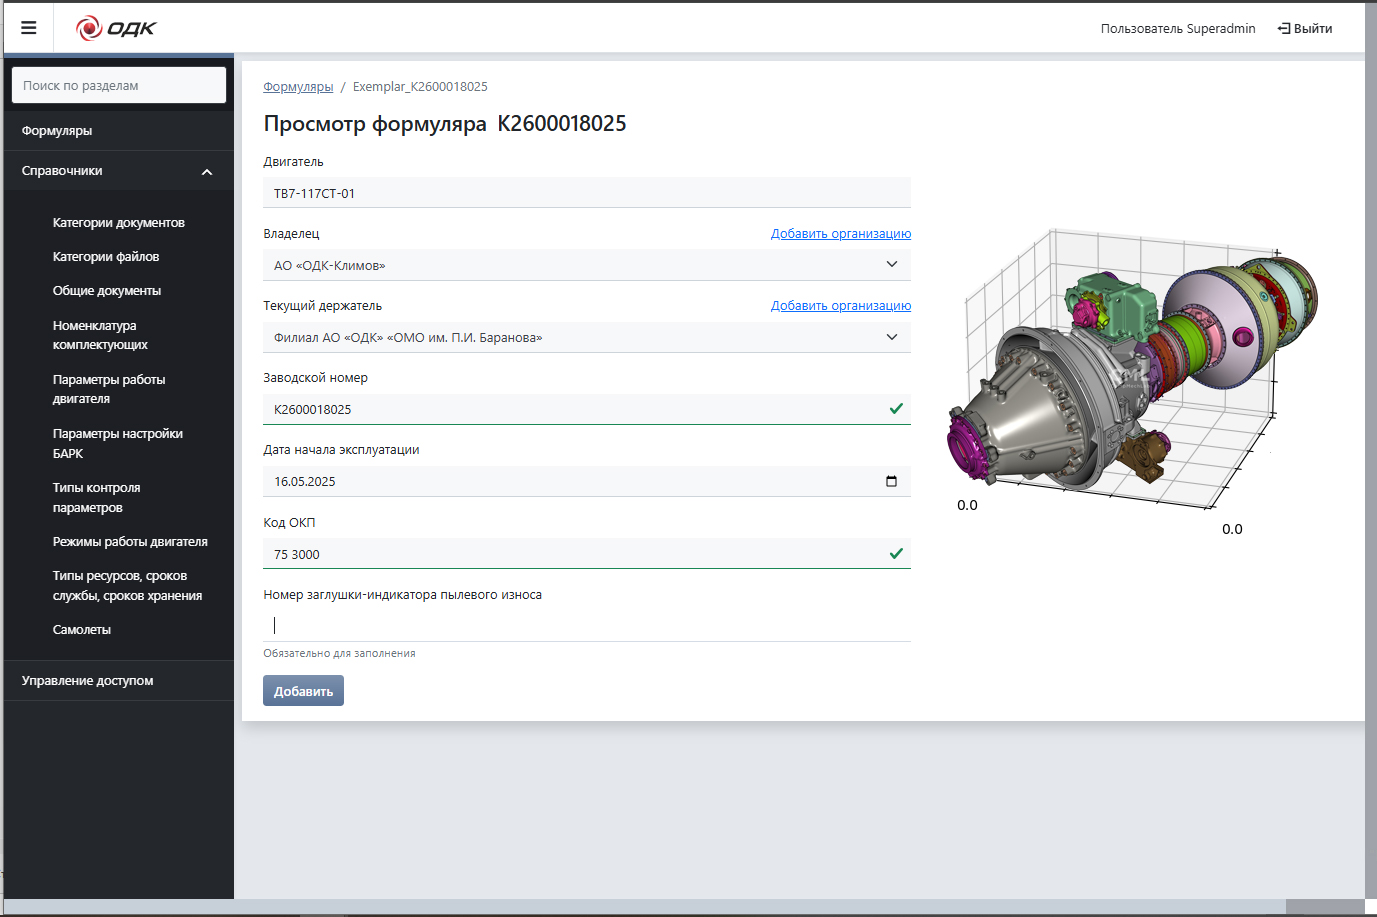 ОДК
Пользователь Superadmin
Выйти
Поиск по разделам
Формуляры
Справочники
Категории документов
Категории файлов
Общие документы
Номенклатура
комплектующих
Параметры работы
двигателя
Параметры настройки
БАРК
Типы контроля
параметров
Режимы работы двигателя
Типы ресурсов, сроков
службы, сроков хранения
Самолеты
Управление доступом
Формуляры / Exemplar_K2600018025
Просмотр формуляра K2600018025
Двигатель
ТВ7-117СТ-01
Владелец
Добавить организацию
АО «ОДК-Климов»
Текущий держатель
Добавить организацию
Филиал АО «ОДК» «ОМО им. П.И. Баранова»
Заводской номер
K2600018025
Дата начала эксплуатации
16.05.2025
Код ОКП
75 3000
Номер заглушки-индикатора пылевого износа
Обязательно для заполнения
Добавить
0.0
0.0